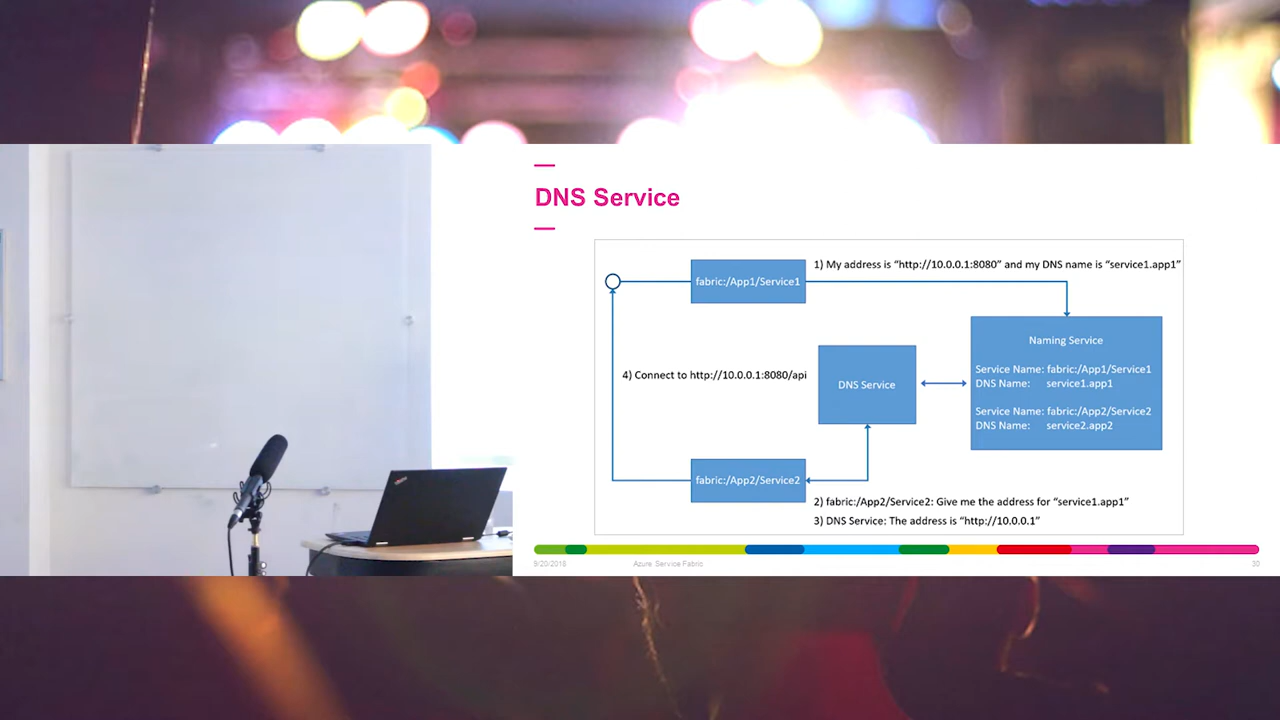 DNS Service
1) My address is “http://10.0.0.1:8080” and my DNS name is “service1.app1”
fabric:/App1/Service1
Naming Service
Service Name: fabric:/App1/Service1
DNS Name: service1.app1
Service Name: fabric:/App2/Service2
DNS Name: service2.app2
4) Connect to http://10.0.0.1:8080/api
DNS Service
fabric:/App2/Service2
2) fabric:/App2/Service2: Give me the address for “service1.app1”
3) DNS Service: The address is “http://10.0.0.1”
9/20/2016
Azure Service Fabric
30